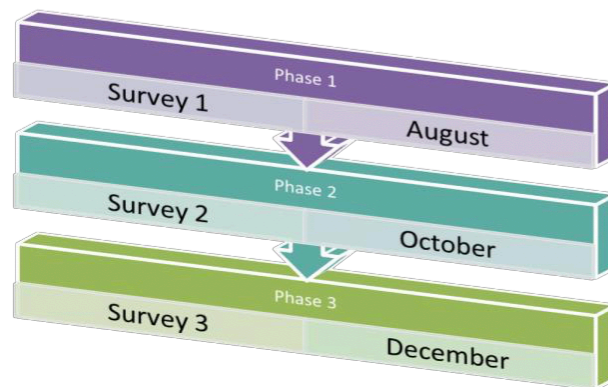 Phase 1
Survey 1 August
Phase 2
Survey 2 October
Phase 3
Survey 3 December